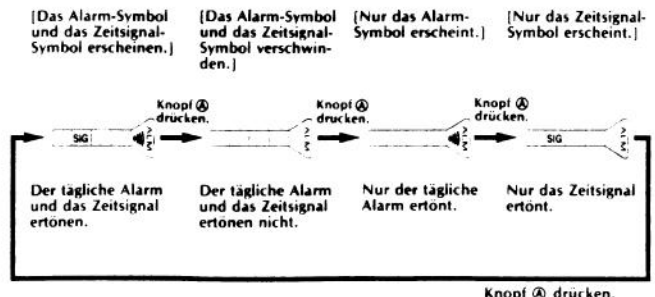 [Das Alarm-Symbol
und das Zeitsignal-
Symbol erscheinen.]
[Das Alarm-Symbol
und das Zeitsignal-
Symbol verschwin-
den.]
[Nur das Alarm-
Symbol erscheint.]
[Nur das Zeitsignal-
Symbol erscheint.]
Knopf Ⓐ
drücken.
Knopf Ⓐ
drucken.
Knopf Ⓐ
drücken.
SIG
SIG
Der tägliche Alarm
und das Zeitsignal
ertönen.
Der tägliche Alarm
und das Zeitsignal
ertönen nicht.
Nur der tägliche
Alarm ertönt.
Nur das Zeitsignal
ertönt.
Knopf Ⓐ drücken.